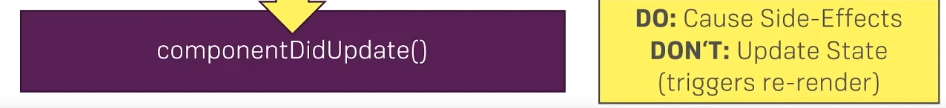 componentDidUpdate()
DO: Cause Side-Effects
DON'T: Update State
(triggers re-render)